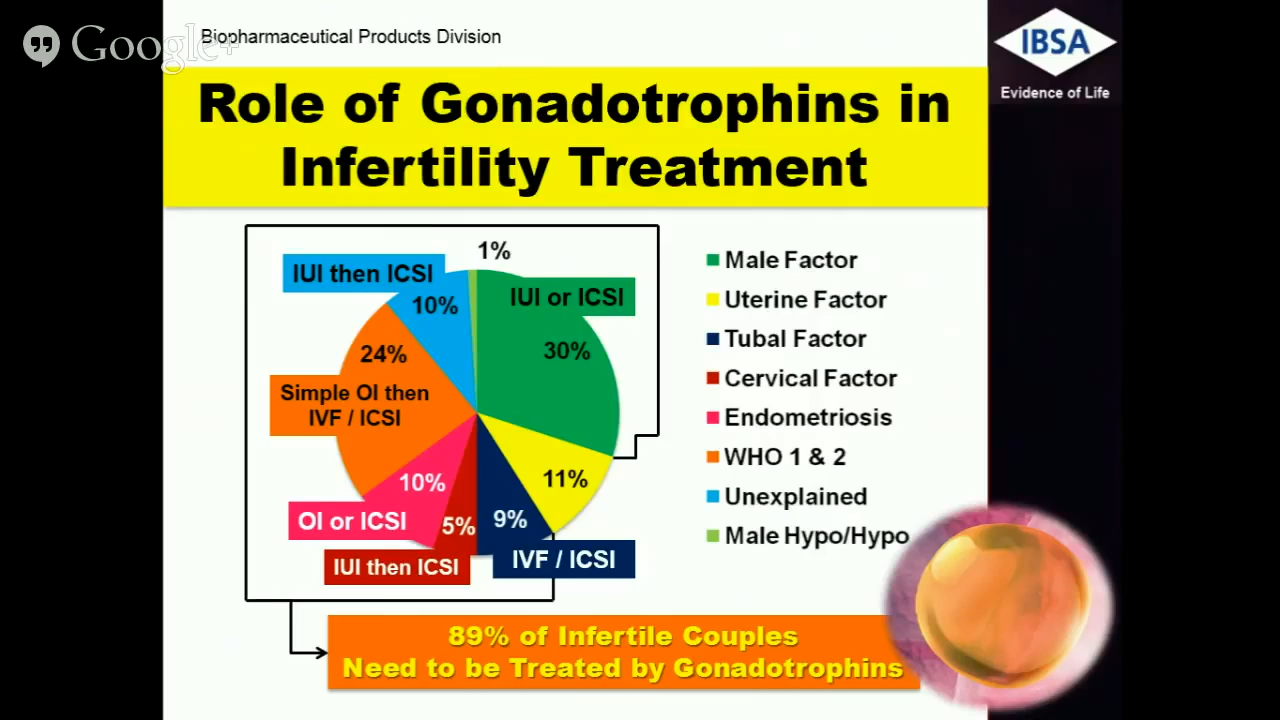 Google+
Biopharmaceutical Products Division
IBSA
Evidence of Life
Role of Gonadotrophins in
Infertility Treatment
1%
IUI then ICSI
10%
IUI or ICSI
30%
24%
Simple OI then
IVF / ICSI
11%
10%
OI or ICSI
5%
9%
IUI then ICSI
IVF / ICSI
Male Factor
Uterine Factor
Tubal Factor
Cervical Factor
Endometriosis
WHO 1 & 2
Unexplained
Male Hypo/Hypo
89% of Infertile Couples
Need to be Treated by Gonadotrophins